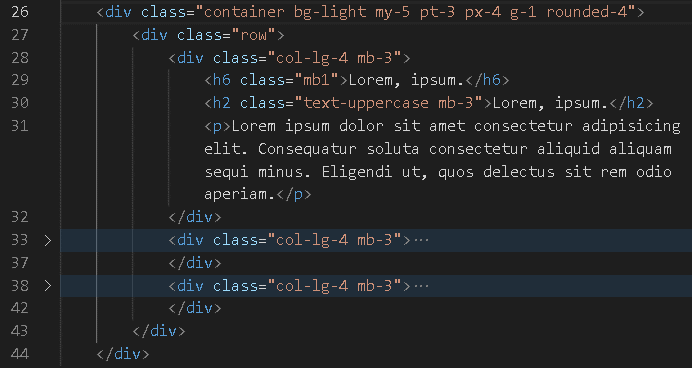 26 <div class="container bg-light my-5 pt-3 px-4 g-1 rounded-4">
27 <div class="row">
28 <div class="col-lg-4 mb-3">
29 <h6 class="mb1">Lorem, ipsum.</h6>
30 <h2 class="text-uppercase mb-3">Lorem, ipsum.</h2>
31 <p>Lorem ipsum dolor sit amet consectetur adipisicing
elit. Consequatur soluta consectetur aliquid aliquam
sequi minus. Eligendi ut, quos delectus sit rem odio
aperiam.</p>
32 </div>
33 <div class="col-lg-4 mb-3">…
37 </div>
38 <div class="col-lg-4 mb-3">…
42 </div>
43 </div>
44 </div>